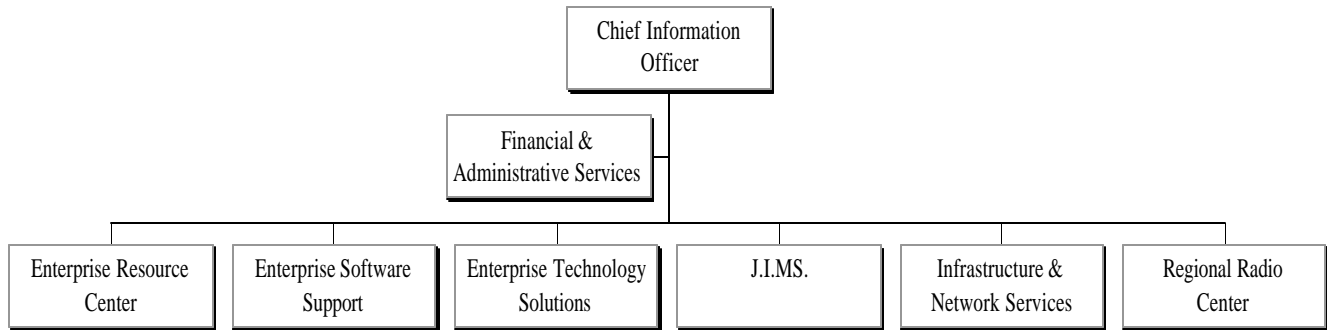 Chief Information
Officer
Financial &
Administrative Services
Enterprise Resource
Center
Enterprise Software
Support
Enterprise Technology
Solutions
J.I.MS.
Infrastructure &
Network Services
Regional Radio
Center